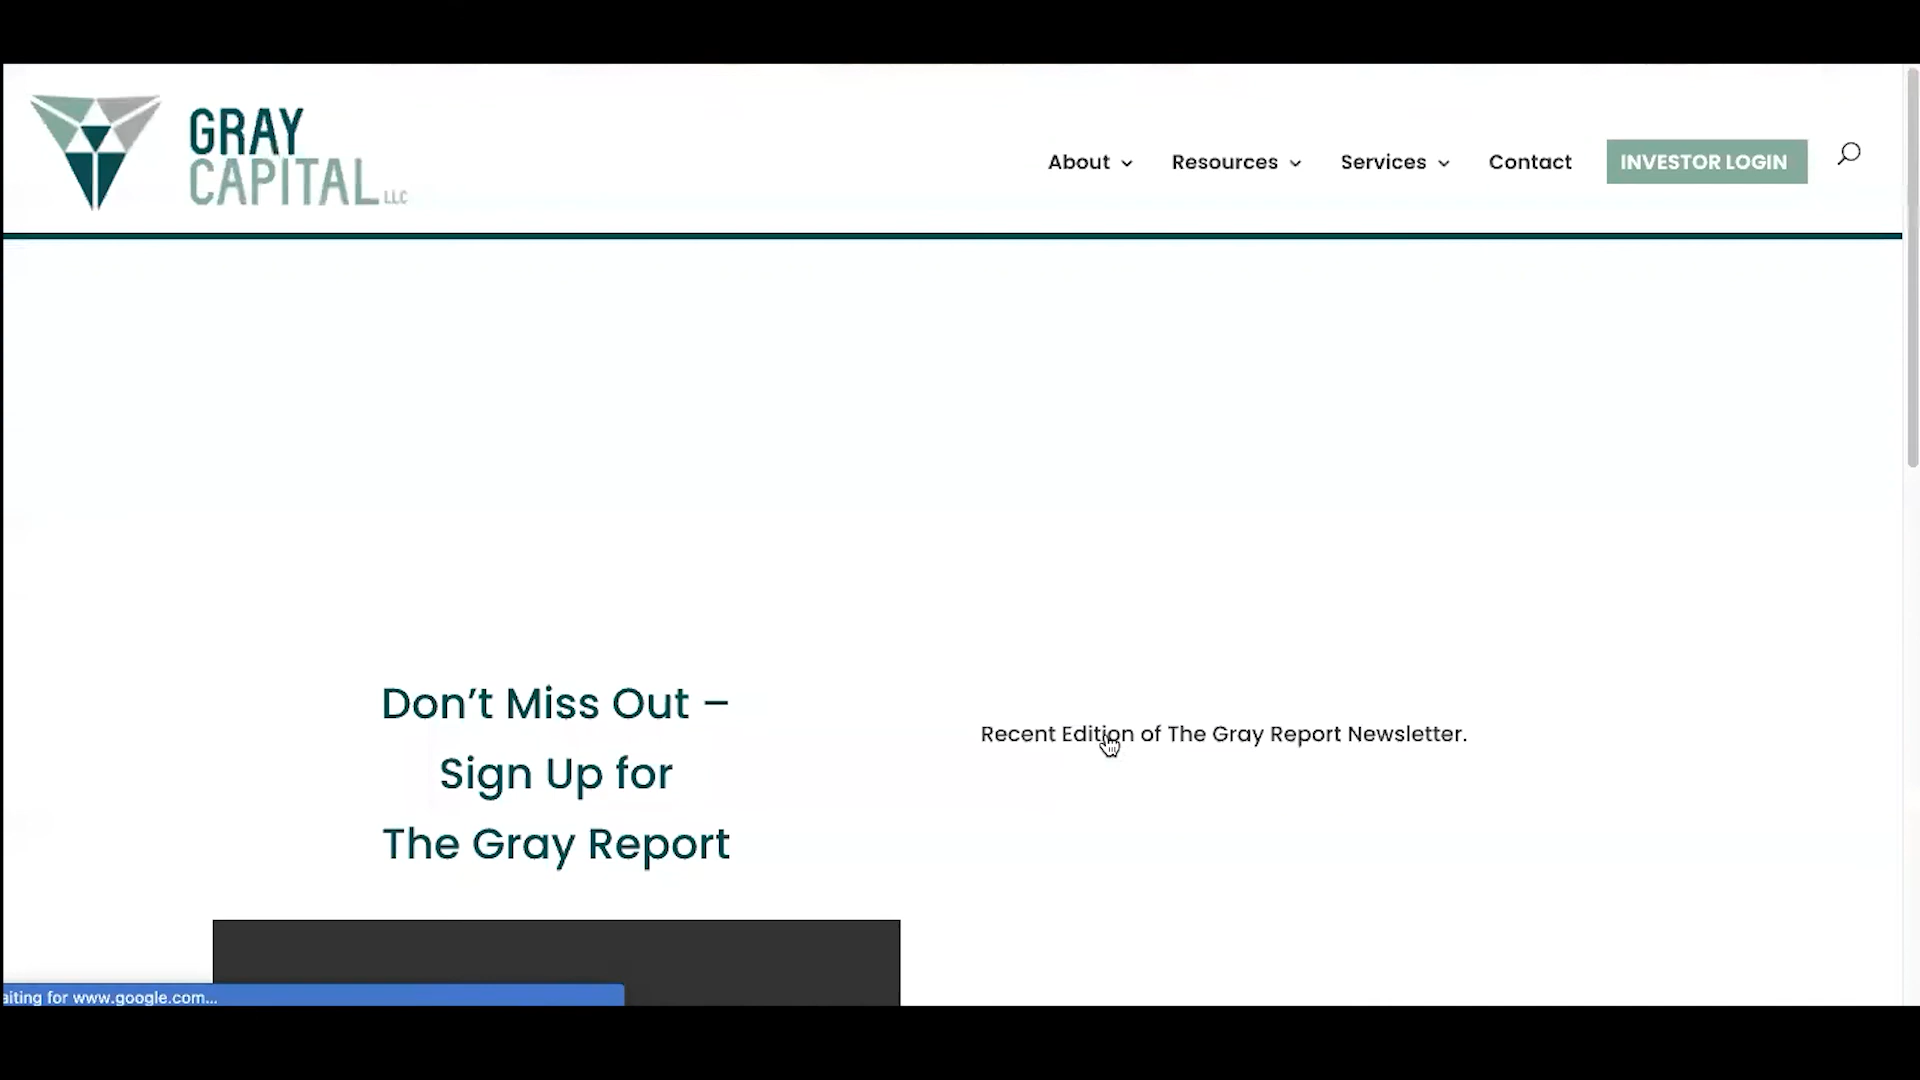 GRAY
CAPITAL LLC
About
Resources
Services
Contact
INVESTOR LOGIN
Don’t Miss Out –
Sign Up for
The Gray Report
Recent Edition of The Gray Report Newsletter.
aiting for www.google.com...